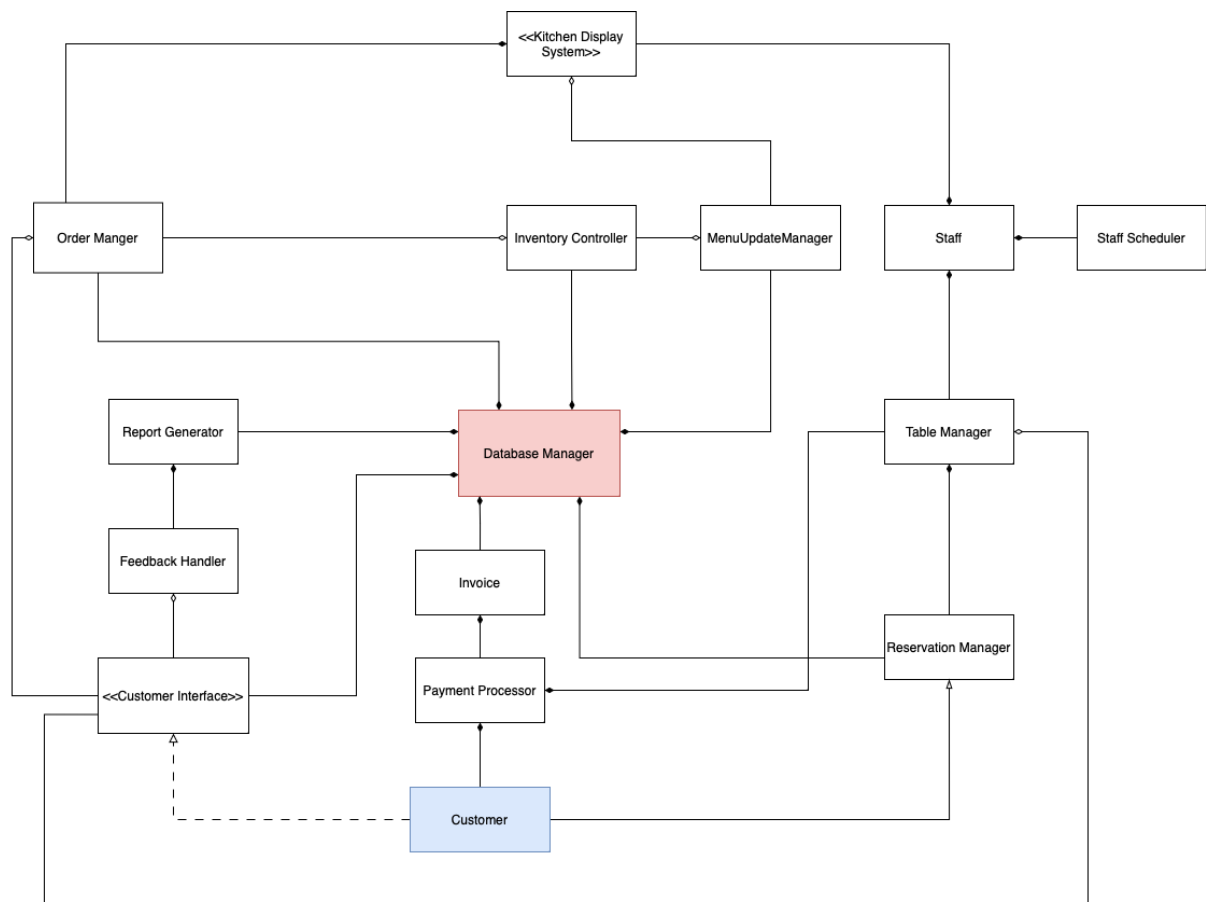 <<Kitchen Display
System>>
Order Manger
Inventory Controller
MenuUpdateManager
Staff
Staff Scheduler
Report Generator
Table Manager
Database Manager
Feedback Handler
Invoice
Reservation Manager
<<Customer Interface>>
Payment Processor
Customer